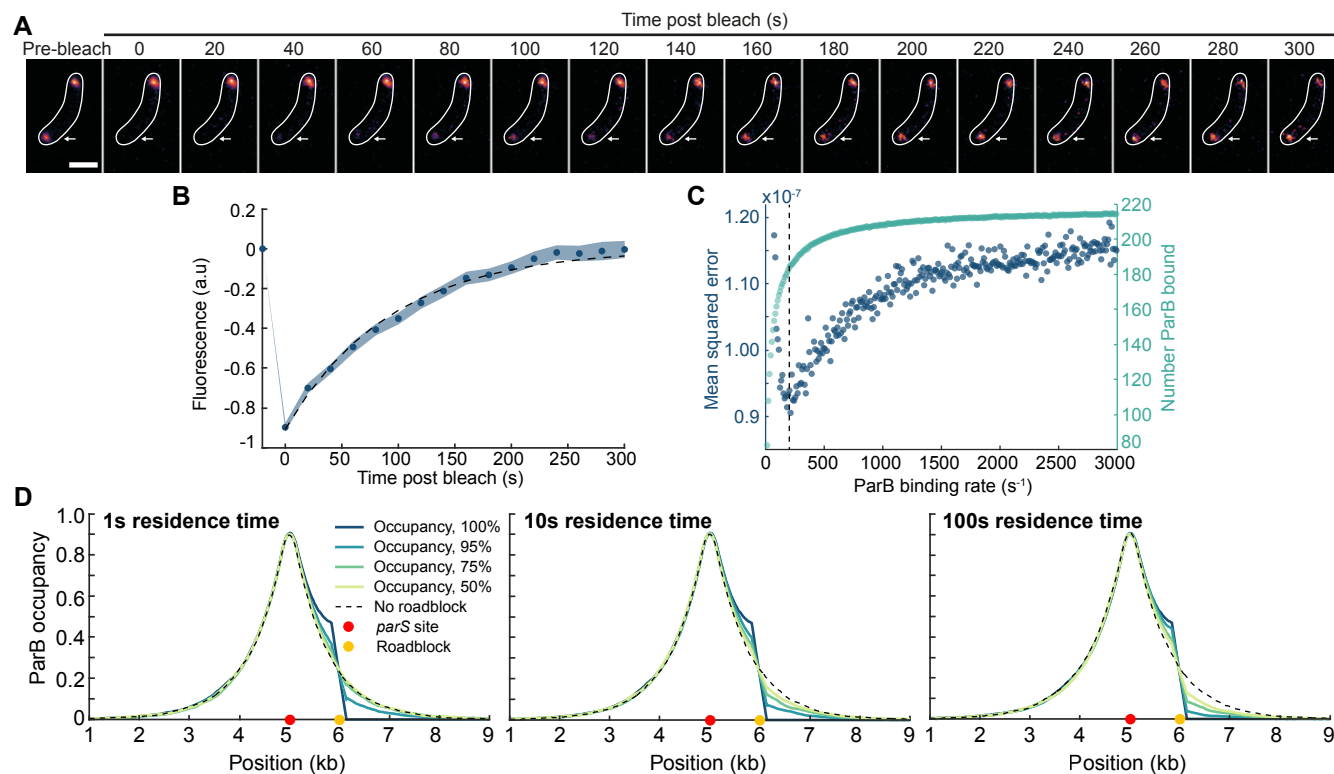 A
Time post bleach (s)
Pre-bleach 0 20 40 60 80 100 120 140 160 180 200 220 240 260 280 300
B
0.2
0
-0.2
-0.4
-0.6
-0.8
-1
Fluorescence (a.u)
0 50 100 150 200 250 300
Time post bleach (s)
C
x10-7
1.20
1.10
1.00
0.9
Mean squared error
220
200
180
160
140
120
100
80
Number ParB bound
0 500 1000 1500 2000 2500 3000
ParB binding rate (s-1)
D
1.0
0.8
0.6
0.4
0.2
0
ParB occupancy
1s residence time
Occupancy, 100%
Occupancy, 95%
Occupancy, 75%
Occupancy, 50%
No roadblock
parS site
Roadblock
1 2 3 4 5 6 7 8 9
Position (kb)
10s residence time
1 2 3 4 5 6 7 8 9
Position (kb)
100s residence time
1 2 3 4 5 6 7 8 9
Position (kb)